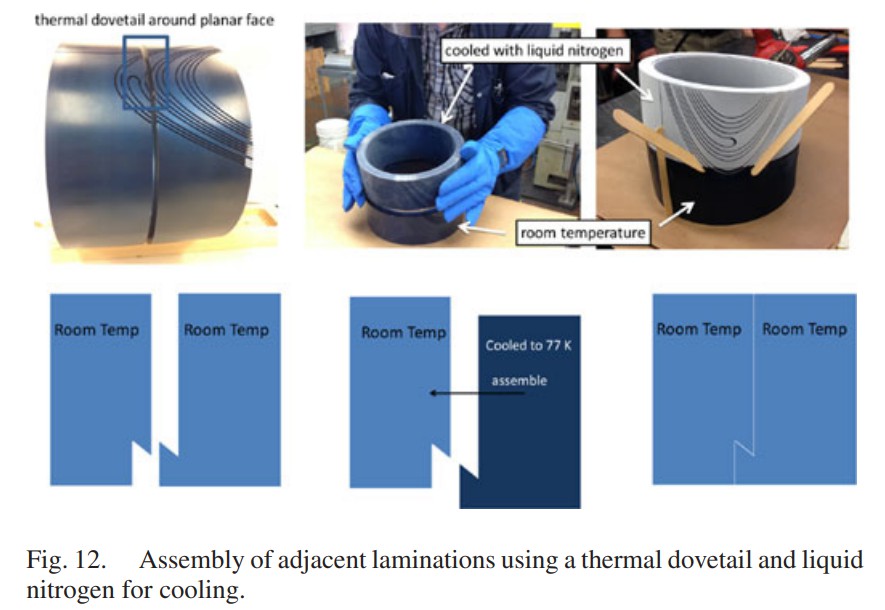 thermal dovetail around planar face
cooled with liquid nitrogen
room temperature
Room Temp
Room Temp
Room Temp
Cooled to 77 K
assemble
Room Temp
Room Temp
Fig. 12. Assembly of adjacent laminations using a thermal dovetail and liquid
nitrogen for cooling.